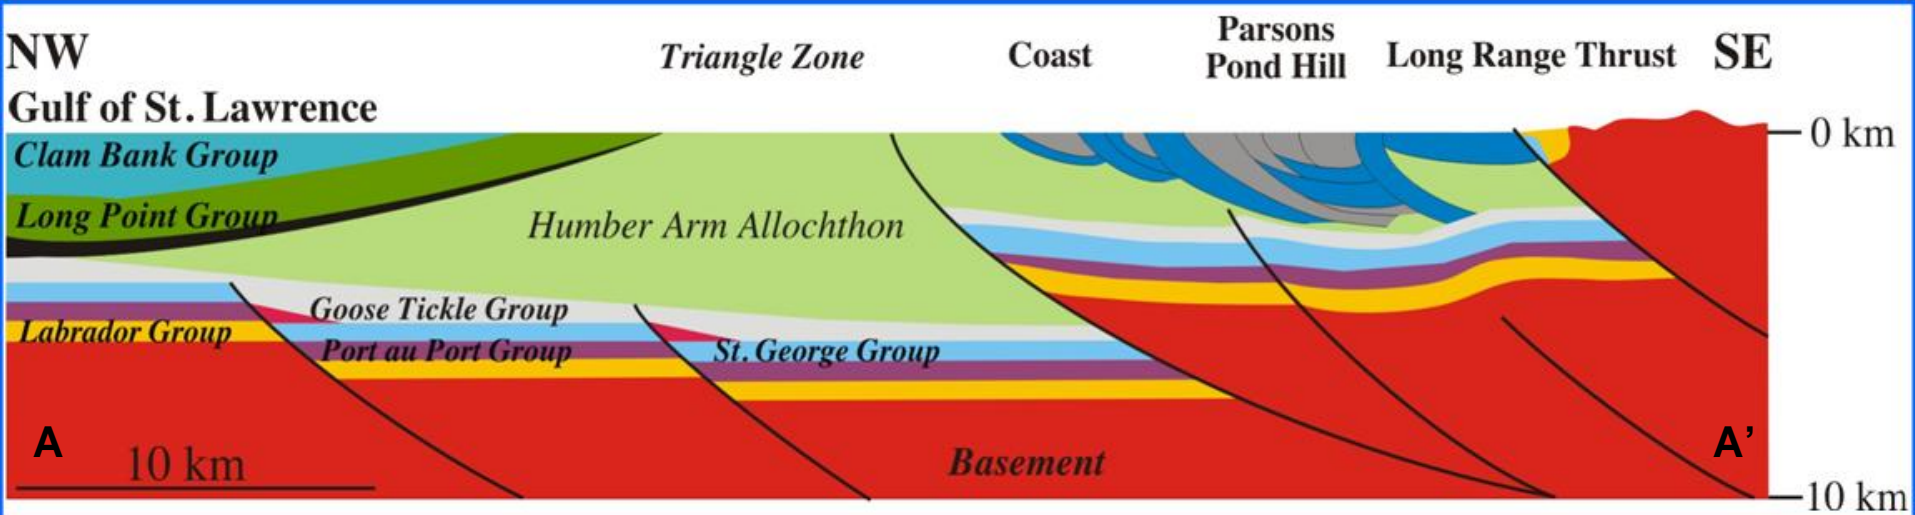 NW
Triangle Zone
Coast
Parsons
Pond Hill
Long Range Thrust
SE
Gulf of St. Lawrence
0 km
Clam Bank Group
Long Point Group
Humber Arm Allochthon
Goose Tickle Group
Labrador Group
Port au Port Group
St. George Group
A
10 km
Basement
A’
10 km